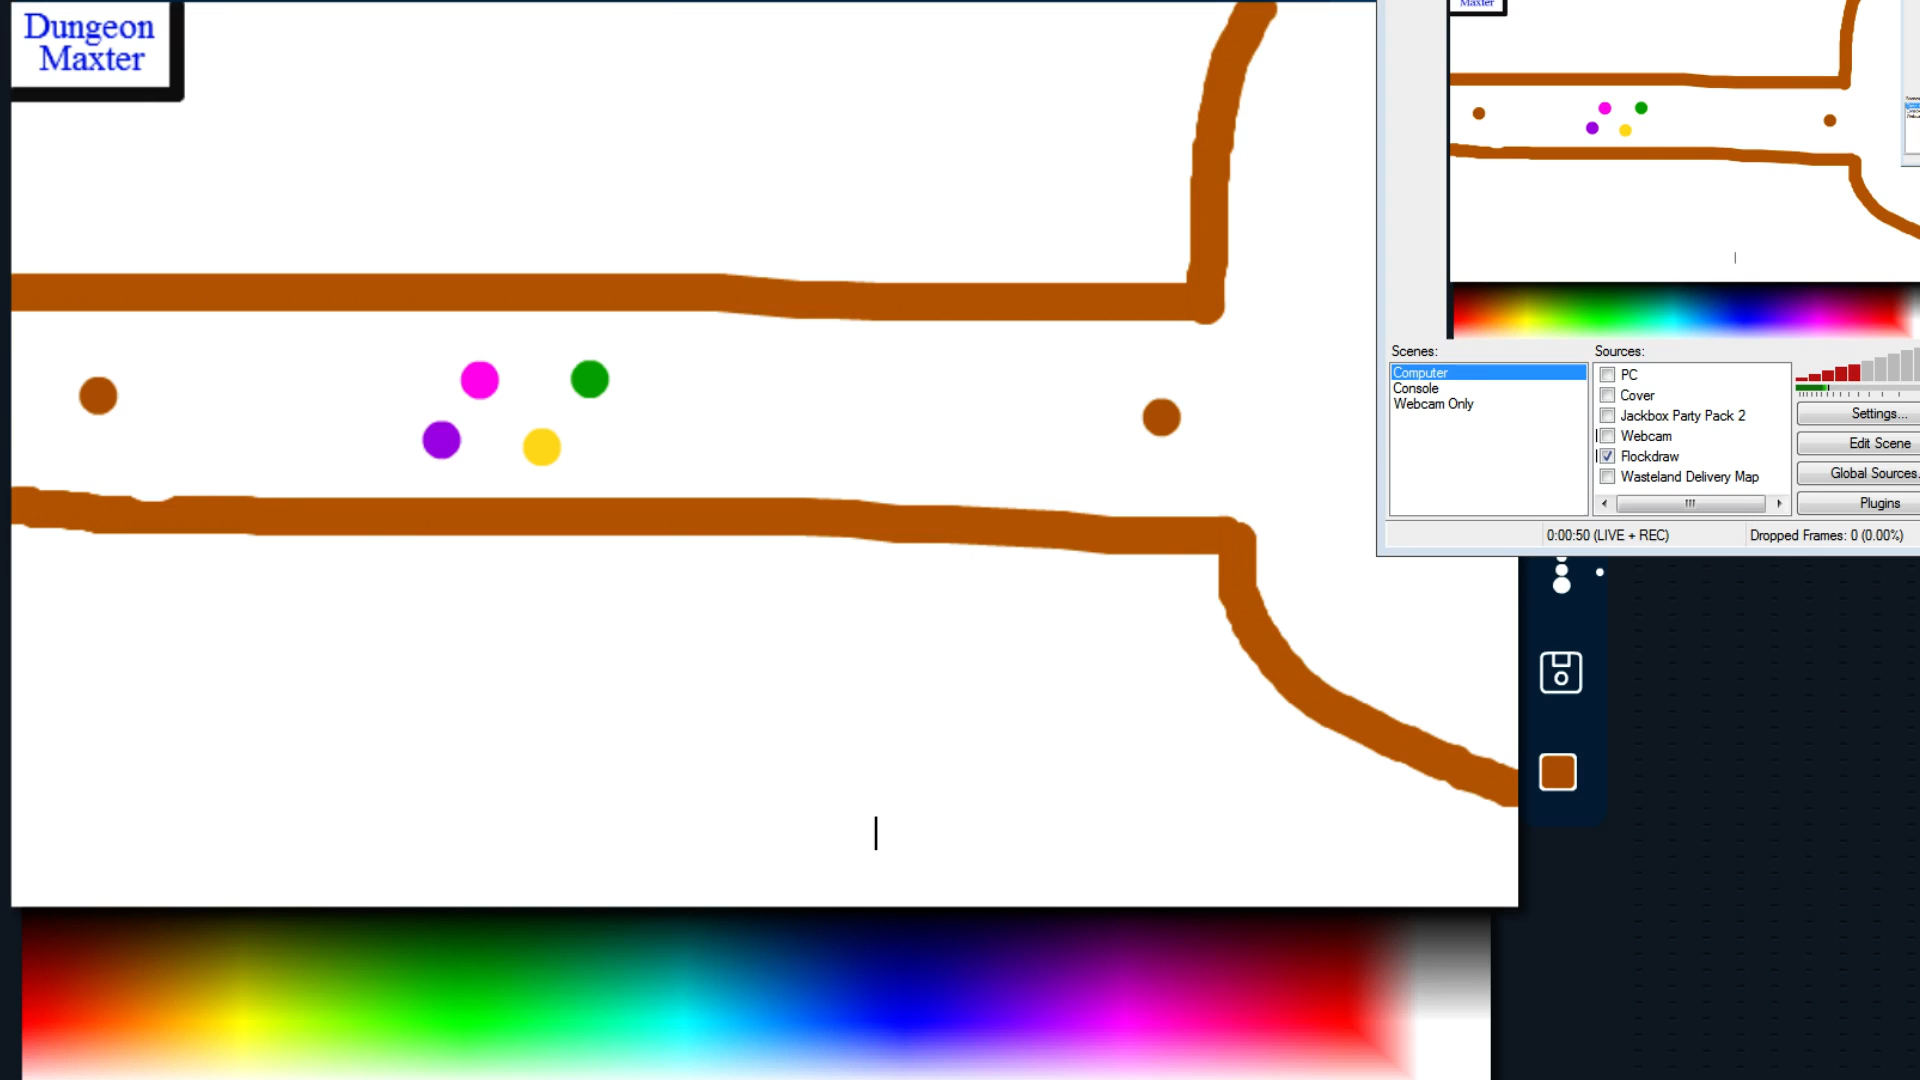 Dungeon
Maxter
Maxter
Scenes:
Computer
Console
Webcam Only
Sources:
PC
Cover
Jackbox Party Pack 2
Webcam
Flockdraw
Wasteland Delivery Map
Settings...
Edit Scene
Global Sources.
Plugins
0:00:50 (LIVE + REC)
Dropped Frames: 0 (0.00%)